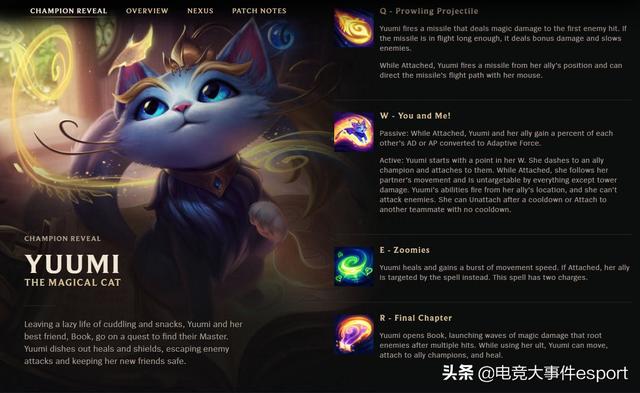 CHAMPION REVEAL
OVERVIEW
NEXUS
PATCH NOTES
CHAMPION REVEAL
YUUMI
THE MAGICAL CAT
Leaving a lazy life of cuddling and snacks, Yuumi and her
best friend, Book, go on a quest to find their Master.
Yuumi dishes out heals and shields, escaping enemy
attacks and keeping her new friends safe.
Q - Prowling Projectile
Yuumi fires a missile that deals magic damage to the first enemy hit. If
the missile is in flight long enough, it deals bonus damage and slows
enemies.
While Attached, Yuumi fires a missile from her ally's position and can
direct the missile's flight path with her mouse.
W - You and Me!
Passive: While Attached, Yuumi and her ally gain a percent of each
other's AD or AP converted to Adaptive Force.
Active: Yuumi starts with a point in her W. She dashes to an ally
champion and attaches to them. While Attached, she follows her
partner's movement and is untargetable by everything except tower
damage. Yuumi's abilities fire from her ally's location, and she can't
attack enemies. She can Unattach after a cooldown or Attach to
another teammate with no cooldown.
E - Zoomies
Yuumi heals and gains a burst of movement speed. If Attached, her ally
is targeted by the spell instead. This spell has two charges.
R - Final Chapter
Yuumi opens Book, launching waves of magic damage that root
enemies after multiple hits. While using her ult, Yuumi can move,
attach to ally champions, and heal.
头条 @电竞大事件esport